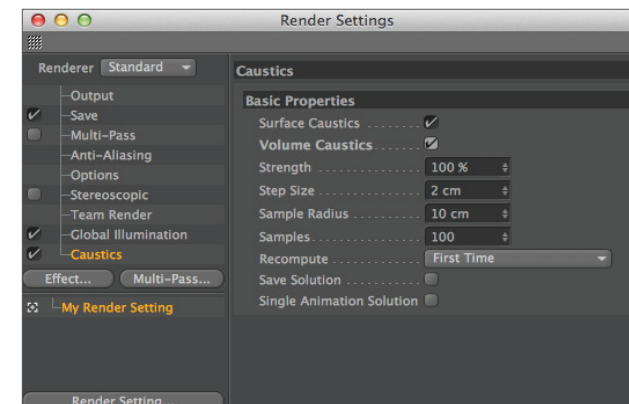 Render Settings
Renderer Standard
Output
Save
Multi-Pass
Anti-Aliasing
Options
Stereoscopic
Team Render
Global Illumination
Caustics
Effect... Multi-Pass...
My Render Setting
Render Setting...
Caustics
Basic Properties
Surface Caustics ........
Volume Caustics.......
Strength ................ 100 %
Step Size ............... 2 cm
Sample Radius .......... 10 cm
Samples................. 100
Recompute .............. First Time
Save Solution ...........
Single Animation Solution